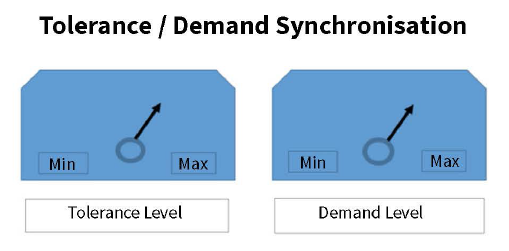 Tolerance / Demand Synchronisation
Min
Max
Min
Max
Tolerance Level
Demand Level